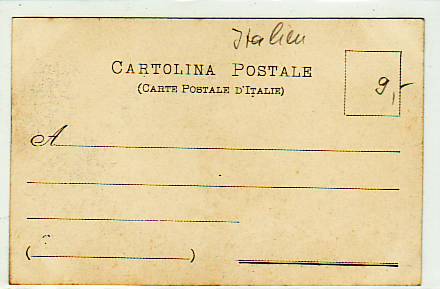 Italien
CARTOLINA POSTALE
(CARTE POSTALE D'ITALIE)
9,-
A
( )